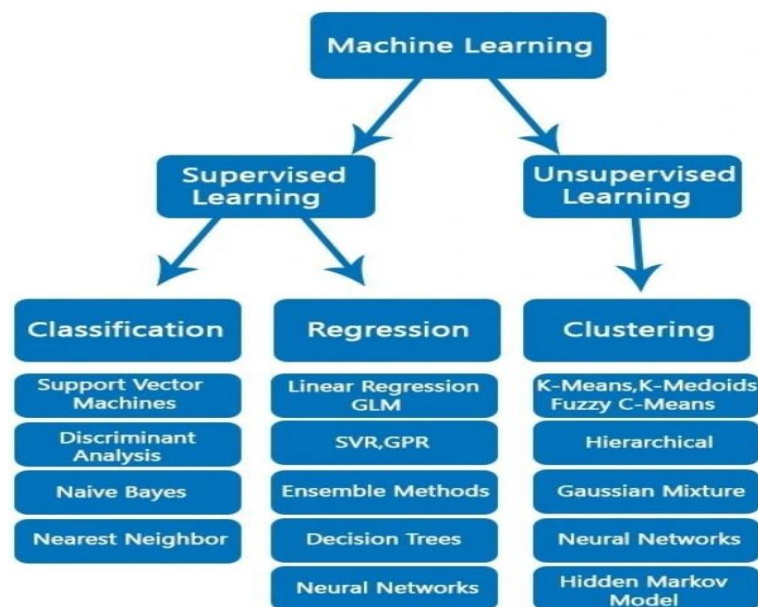 Machine Learning
Supervised
Learning
Unsupervised
Learning
Classification
Support Vector
Machines
Discriminant
Analysis
Naive Bayes
Nearest Neighbor
Regression
Linear Regression
GLM
SVR,GPR
Ensemble Methods
Decision Trees
Neural Networks
Clustering
K-Means,K-Medoids
Fuzzy C-Means
Hierarchical
Gaussian Mixture
Neural Networks
Hidden Markov
Model